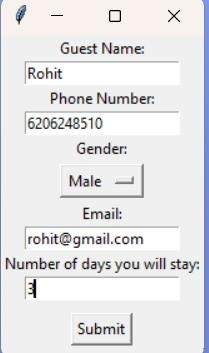 Guest Name:
Rohit
Phone Number:
6206248510
Gender:
Male
Email:
rohit@gmail.com
Number of days you will stay:
3
Submit